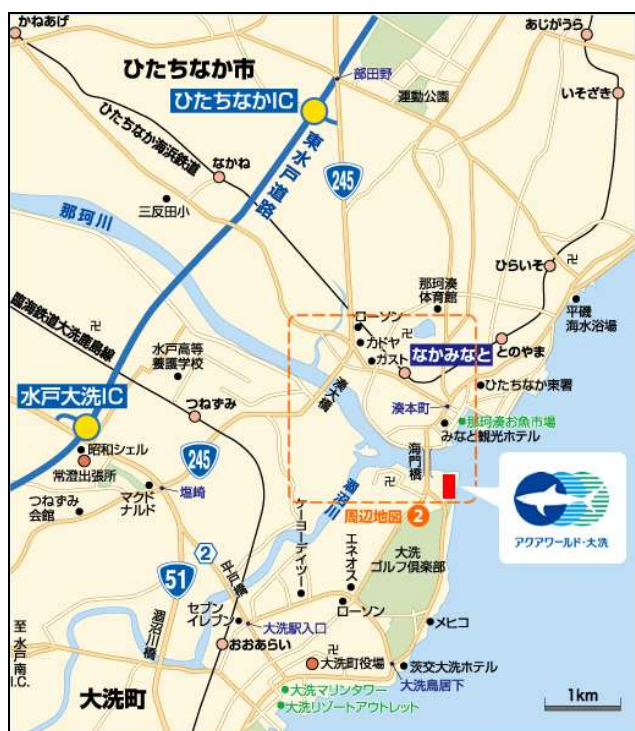 かねあげ
あじがうら
ひたちなか市
部田野
運動公園
いそざき
ひたちなかIC
ひたちなか海浜鉄道
なかね
東水戸道路
245
三反田小
那珂川
ひらいそ
那珂湊
体育館
平磯
海水浴場
ローソン
カドヤ
ガスト
なかみなと
とのやま
臨海鉄道大洗鹿島線
水戸高等
養護学校
湊大橋
ひたちなか東署
水戸大洗IC
つねずみ
湊本町
那珂湊お魚市場
みなと観光ホテル
昭和シェル
245
海門橋
常澄出張所
塩崎
マクド
ナルド
つねずみ
会館
涸沼川
周辺地図 2
アクアワールド・大洗
ケーヨーデイツー
エネオス
大洗
ゴルフ倶楽部
2
51
涸沼川橋
セブン
イレブン
大洗駅入口
ローソン
メヒコ
至 水戸南I.C.
おおあらい
大洗町役場
茨交大洗ホテル
大洗鳥居下
大洗町
大洗マリンタワー
大洗リゾートアウトレット
1km